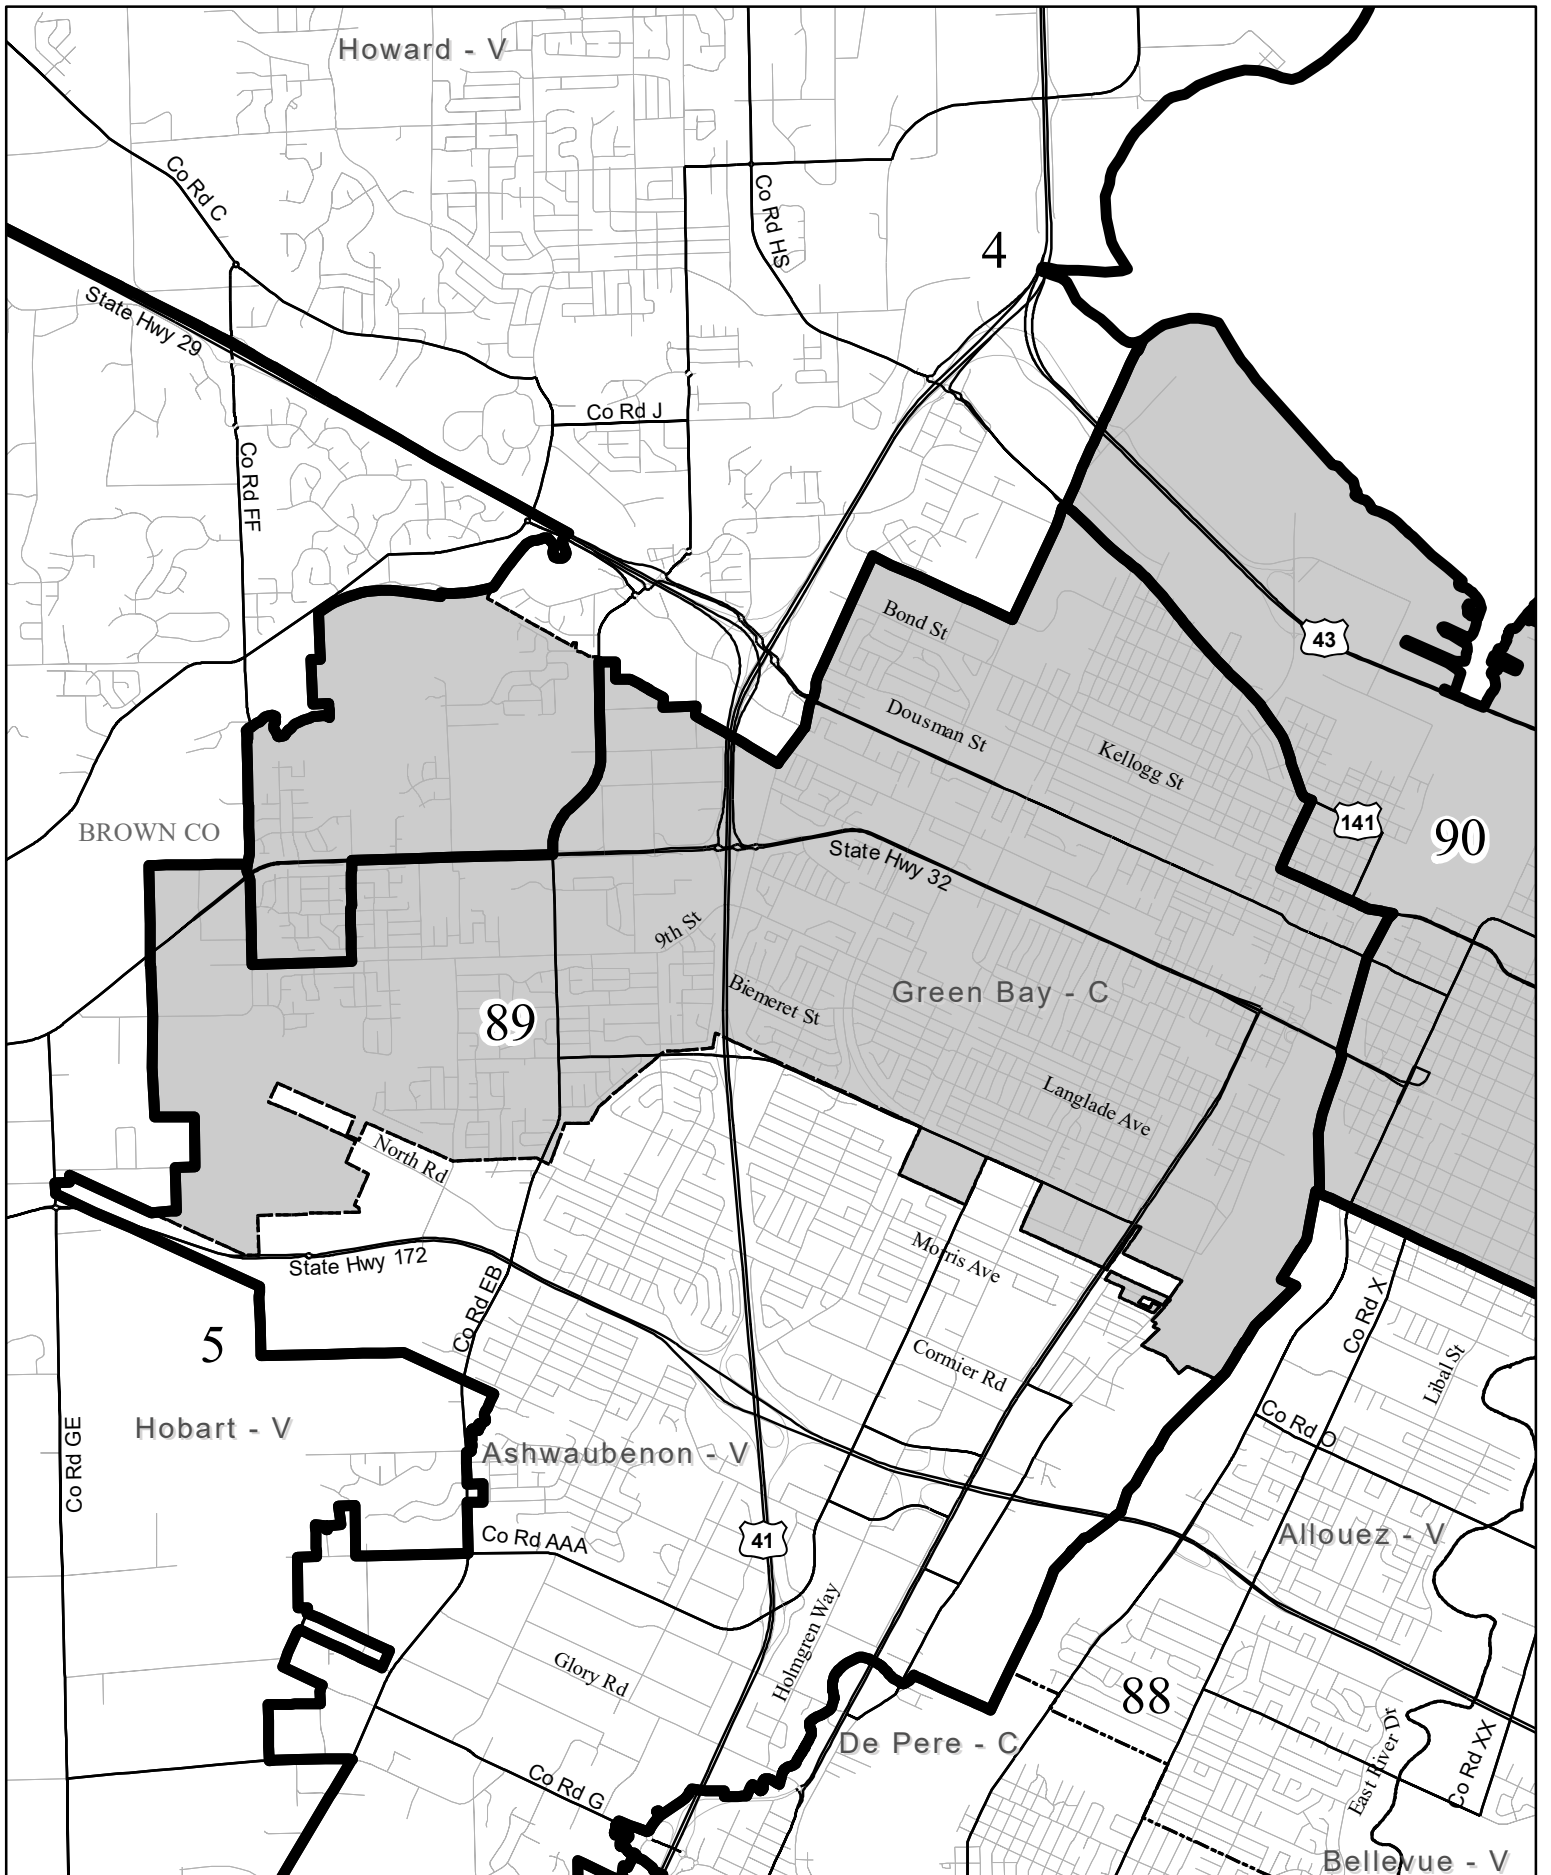 Howard - V
Co Rd C
Co Rd HS
4
State Hwy 29
Co Rd J
Co Rd FF
Bond St
43
Dousman St
Kellogg St
141
BROWN CO
90
State Hwy 32
9th St
Biemeret St
Green Bay - C
89
Langlade Ave
North Rd
Morris Ave
State Hwy 172
Co Rd EB
Co Rd X
5
Cormier Rd
Libal St
Hobart - V
Co Rd GE
Ashwaubenon - V
Co Rd O
Co Rd AAA
41
Allouez - V
Holmgren Way
Glory Rd
88
De Pere - C
East River Dr
Co Rd XX
Co Rd G
Bellevue - V